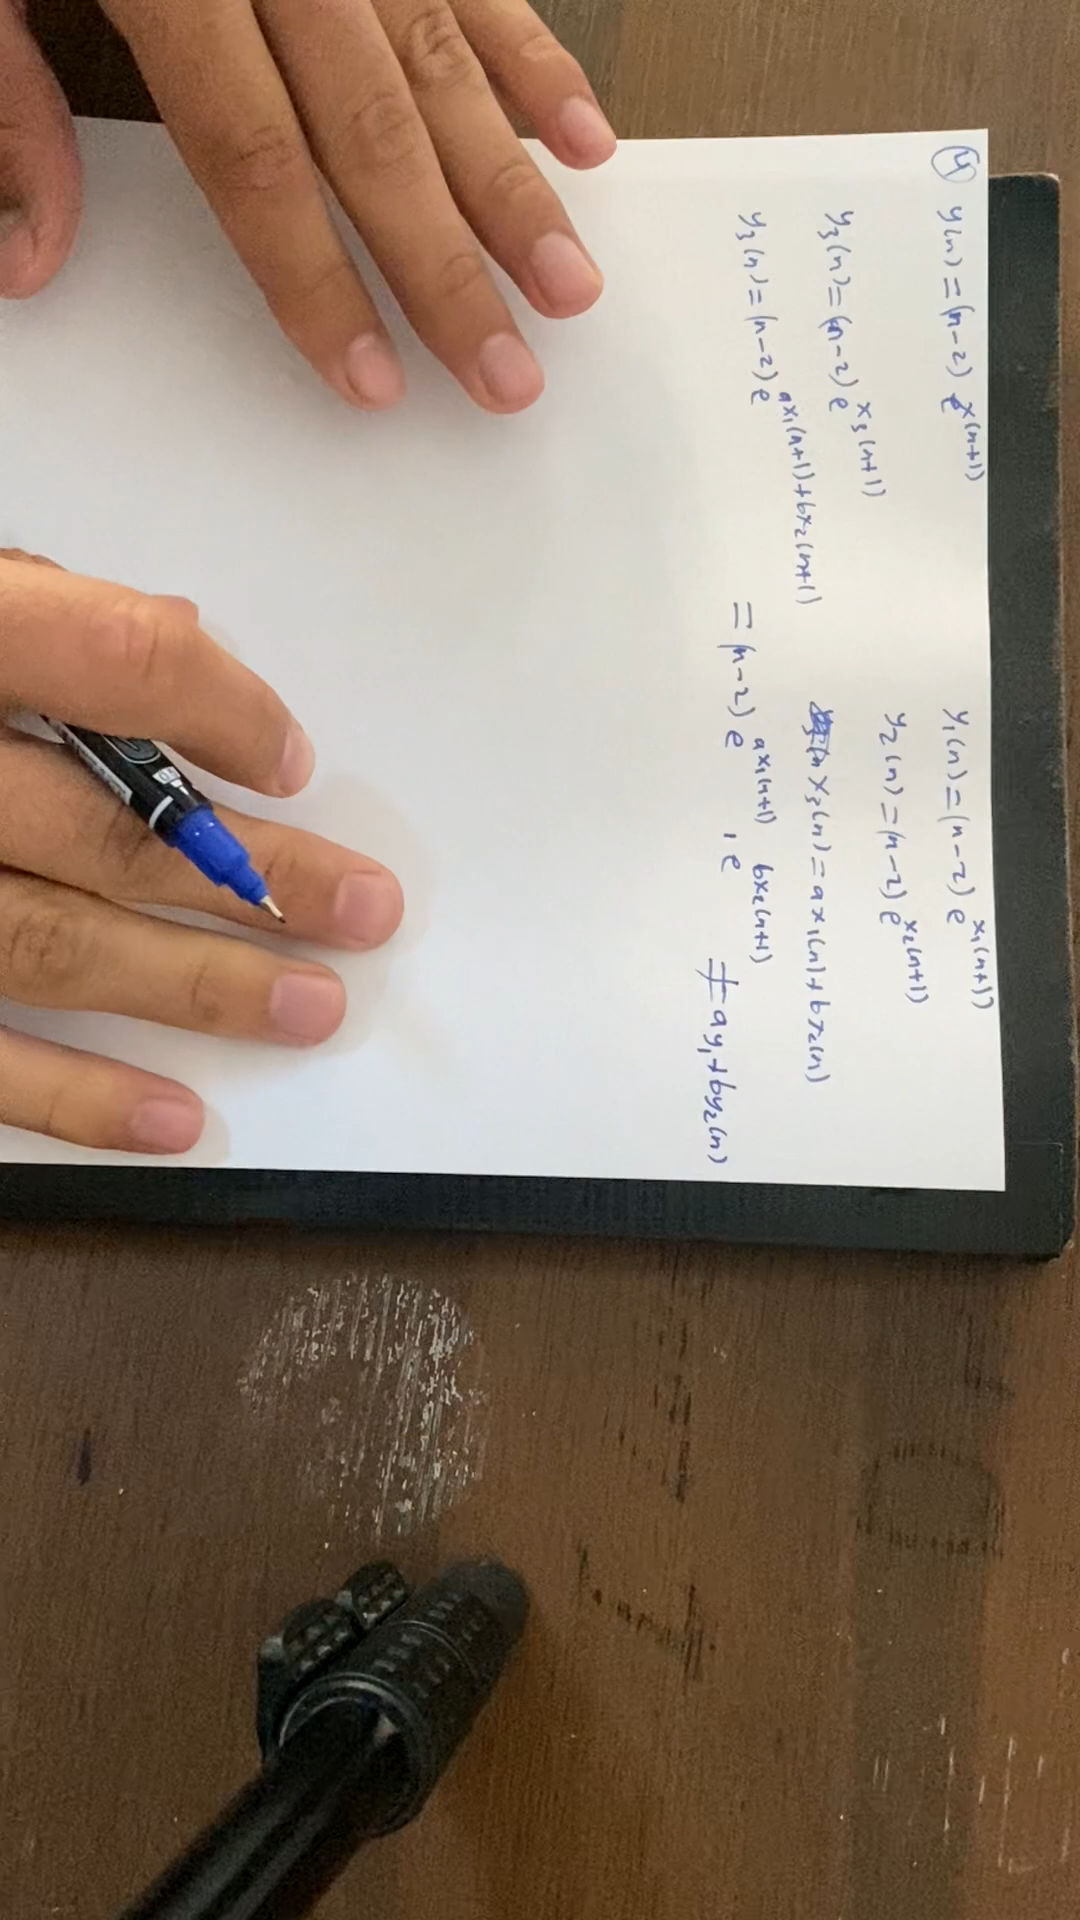 ④ y(n) = (n-2) e^x(n+1)
y₁(n) = (n-2) e^x₁(n+1)
y₂(n) = (n-2) e^x₂(n+1)
y₃(n) = (n-2) e^x₃(n+1)
x₃(n) = ax₁(n) + bx₂(n)
y₃(n) = (n-2) e^ax₁(n+1)+bx₂(n+1) = (n-2) e^ax₁(n+1) . e^bx₂(n+1) ≠ ay₁ + by₂(n)